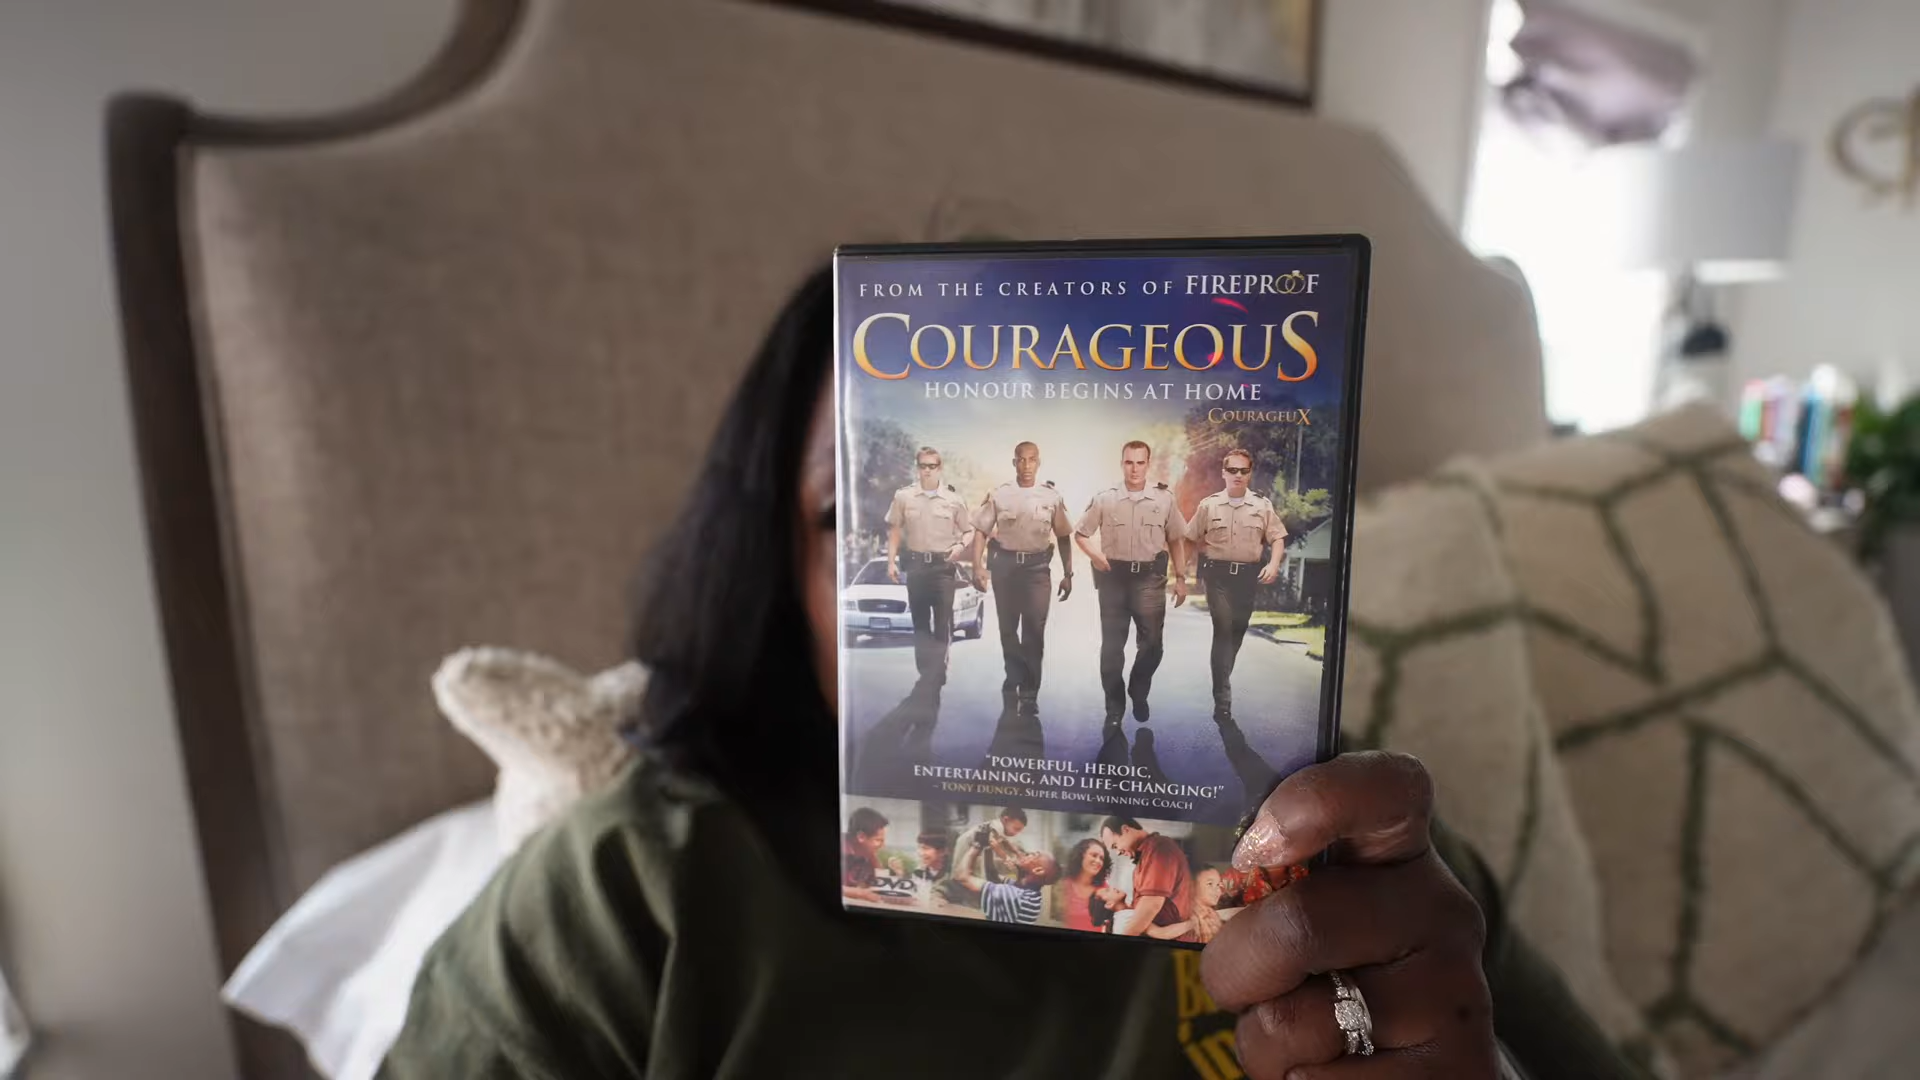 FROM THE CREATORS OF FIREPROOF
COURAGEOUS
HONOUR BEGINS AT HOME
COURAGEUX
"POWERFUL, HEROIC,
ENTERTAINING, AND LIFE-CHANGING!"
– TONY DUNGY, SUPER BOWL-WINNING COACH
DVD